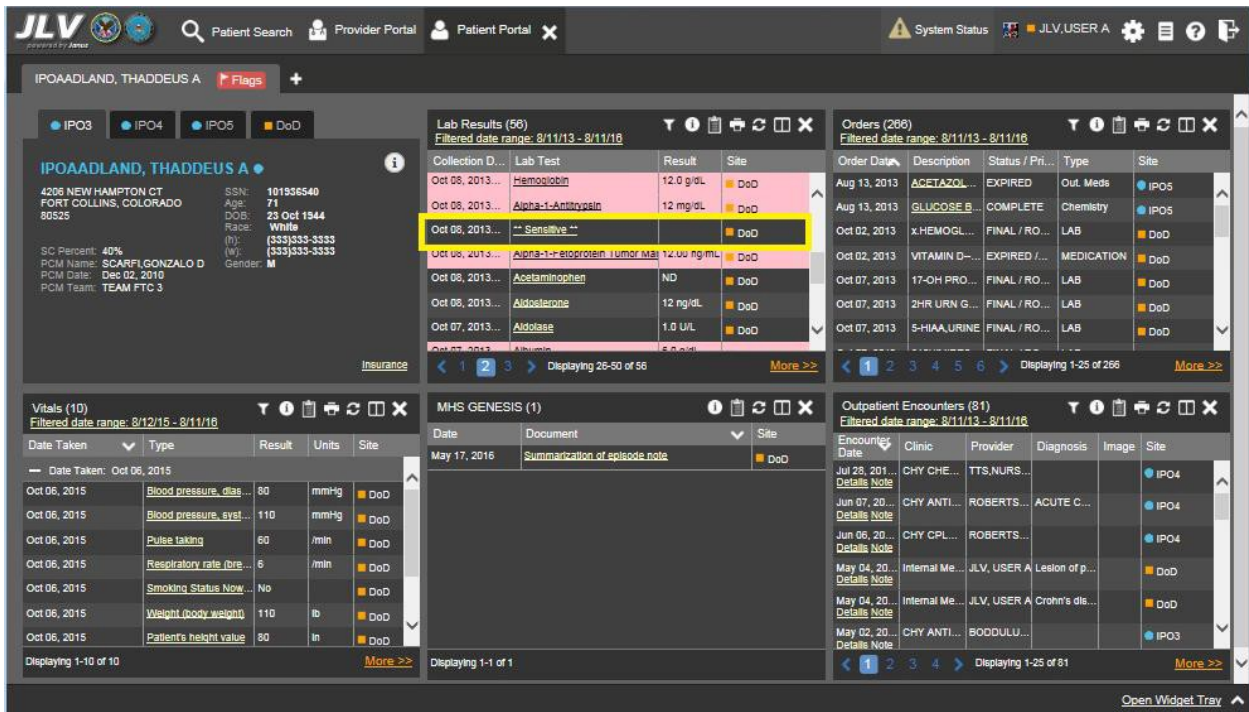 JLV powered by Janus Patient Search Provider Portal Patient Portal System Status JLV,USER A
IPOAADLAND, THADDEUS A Flags +
IPO3 IPO4 IPO5 DoD
IPOAADLAND, THADDEUS A
4206 NEW HAMPTON CT
FORT COLLINS, COLORADO
80525
SSN: 101936540
Age: 71
DOB: 23 Oct 1944
Race: White
(h): (333)333-3333
(w): (333)333-3333
Gender: M
SC Percent: 40%
PCM Name: SCARFI,GONZALO D
PCM Date: Dec 02, 2010
PCM Team: TEAM FTC 3
Insurance
Lab Results (56)
Filtered date range: 8/11/13 - 8/11/16
Collection D... Lab Test Result Site
Oct 08, 2013... Hemoglobin 12.0 g/dL DoD
Oct 08, 2013... Alpha-1-Antitrypsin 12 mg/dL DoD
Oct 08, 2013... ** Sensitive ** DoD
Oct 08, 2013... Alpha-1-Fetoprotein Tumor Mar 12.00 ng/mL DoD
Oct 08, 2013... Acetaminophen ND DoD
Oct 08, 2013... Aldosterone 12 ng/dL DoD
Oct 07, 2013... Aldolase 1.0 U/L DoD
Oct 07, 2013... Albumin
1 2 3 Displaying 26-50 of 56 More >>
Orders (266)
Filtered date range: 8/11/13 - 8/11/16
Order Date Description Status / Pri... Type Site
Aug 13, 2013 ACETAZOL... EXPIRED Out. Meds IPO5
Aug 13, 2013 GLUCOSE B... COMPLETE Chemistry IPO5
Oct 02, 2013 x.HEMOGL... FINAL / RO... LAB DoD
Oct 02, 2013 VITAMIN D--... EXPIRED /... MEDICATION DoD
Oct 07, 2013 17-OH PRO... FINAL / RO... LAB DoD
Oct 07, 2013 2HR URN G... FINAL / RO... LAB DoD
Oct 07, 2013 5-HIAA,URINE FINAL / RO... LAB DoD
1 2 3 4 5 6 Displaying 1-25 of 266 More >>
Vitals (10)
Filtered date range: 8/12/15 - 8/11/16
Date Taken Type Result Units Site
— Date Taken: Oct 06, 2015
Oct 06, 2015 Blood pressure, dias... 80 mmHg DoD
Oct 06, 2015 Blood pressure, syst... 110 mmHg DoD
Oct 06, 2015 Pulse taking 60 /min DoD
Oct 06, 2015 Respiratory rate (bre... 6 /min DoD
Oct 06, 2015 Smoking Status Now... No DoD
Oct 06, 2015 Weight (body weight) 110 lb DoD
Oct 06, 2015 Patient's height value 80 in DoD
Displaying 1-10 of 10 More >>
MHS GENESIS (1)
Date Document Site
May 17, 2016 Summarization of episode note DoD
Displaying 1-1 of 1
Outpatient Encounters (81)
Filtered date range: 8/11/13 - 8/11/16
Encounter Date Clinic Provider Diagnosis Image Site
Jul 28, 201... CHY CHE... TTS,NURS... IPO4
Details Note
Jun 07, 20... CHY ANTI... ROBERTS... ACUTE C... IPO4
Details Note
Jun 06, 20... CHY CPL... ROBERTS... IPO4
Details Note
May 04, 20... Internal Me... JLV, USER A Lesion of p... DoD
Details Note
May 04, 20... Internal Me... JLV, USER A Crohn's dis... DoD
Details Note
May 02, 20... CHY ANTI... BODDULU... IPO3
Details Note
1 2 3 4 Displaying 1-25 of 81 More >>
Open Widget Tray